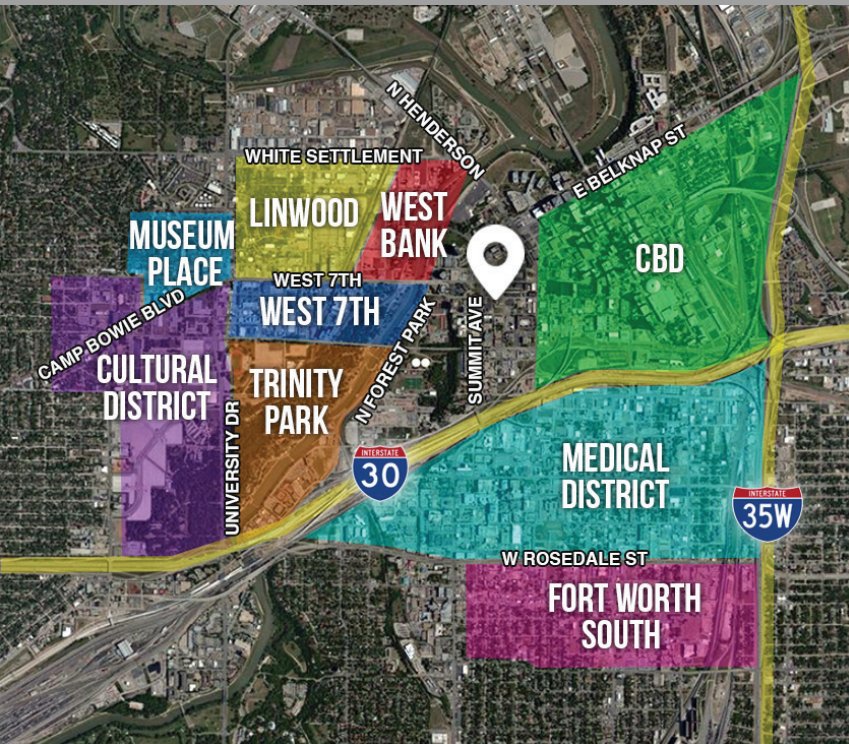 N HENDERSON
WHITE SETTLEMENT
E BELKNAP ST
LINWOOD
WEST
BANK
MUSEUM
PLACE
CBD
WEST 7TH
WEST 7TH
CAMP BOWIE BLVD
SUMMIT AVE
N FOREST PARK
CULTURAL
DISTRICT
TRINITY
PARK
UNIVERSITY DR
INTERSTATE
30
MEDICAL
DISTRICT
INTERSTATE
35W
W ROSEDALE ST
FORT WORTH
SOUTH